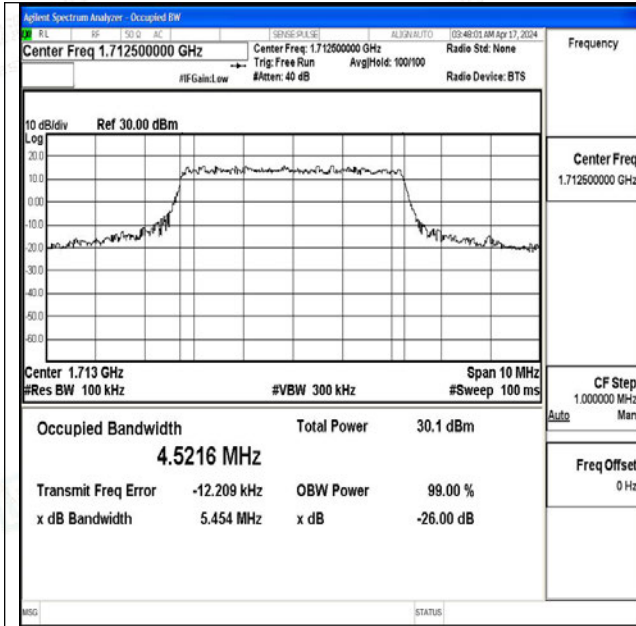 Agilent Spectrum Analyzer - Occupied BW
RL RF 50 Ω AC SENSE:PULSE ALIGNAUTO 03:48:01 AM Apr 17, 2024
Center Freq 1.712500000 GHz
Center Freq: 1.712500000 GHz
Radio Std: None
Trig: Free Run Avg|Hold: 100/100
#IFGain:Low #Atten: 40 dB Radio Device: BTS
10 dB/div Ref 30.00 dBm
Log
20.0
10.0
0.00
-10.0
-20.0
-30.0
-40.0
-50.0
-60.0
Center 1.713 GHz Span 10 MHz
#Res BW 100 kHz #VBW 300 kHz #Sweep 100 ms
Occupied Bandwidth Total Power 30.1 dBm
4.5216 MHz
Transmit Freq Error -12.209 kHz OBW Power 99.00 %
x dB Bandwidth 5.454 MHz x dB -26.00 dB
MSG STATUS
Frequency
Center Freq
1.712500000 GHz
CF Step
1.000000 MHz
Auto Man
Freq Offset
0 Hz